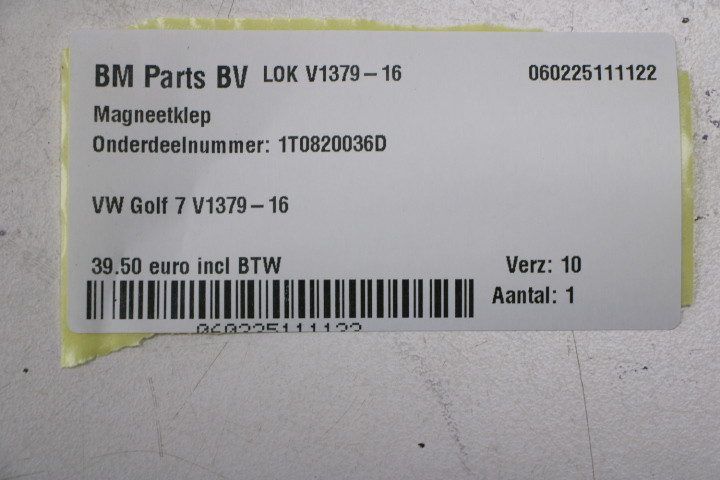 BM Parts BV LOK V1379-16 060225111122
Magneetklep
Onderdeelnummer: 1T0820036D
VW Golf 7 V1379-16
39.50 euro incl BTW Verz: 10
Aantal: 1
060225111122